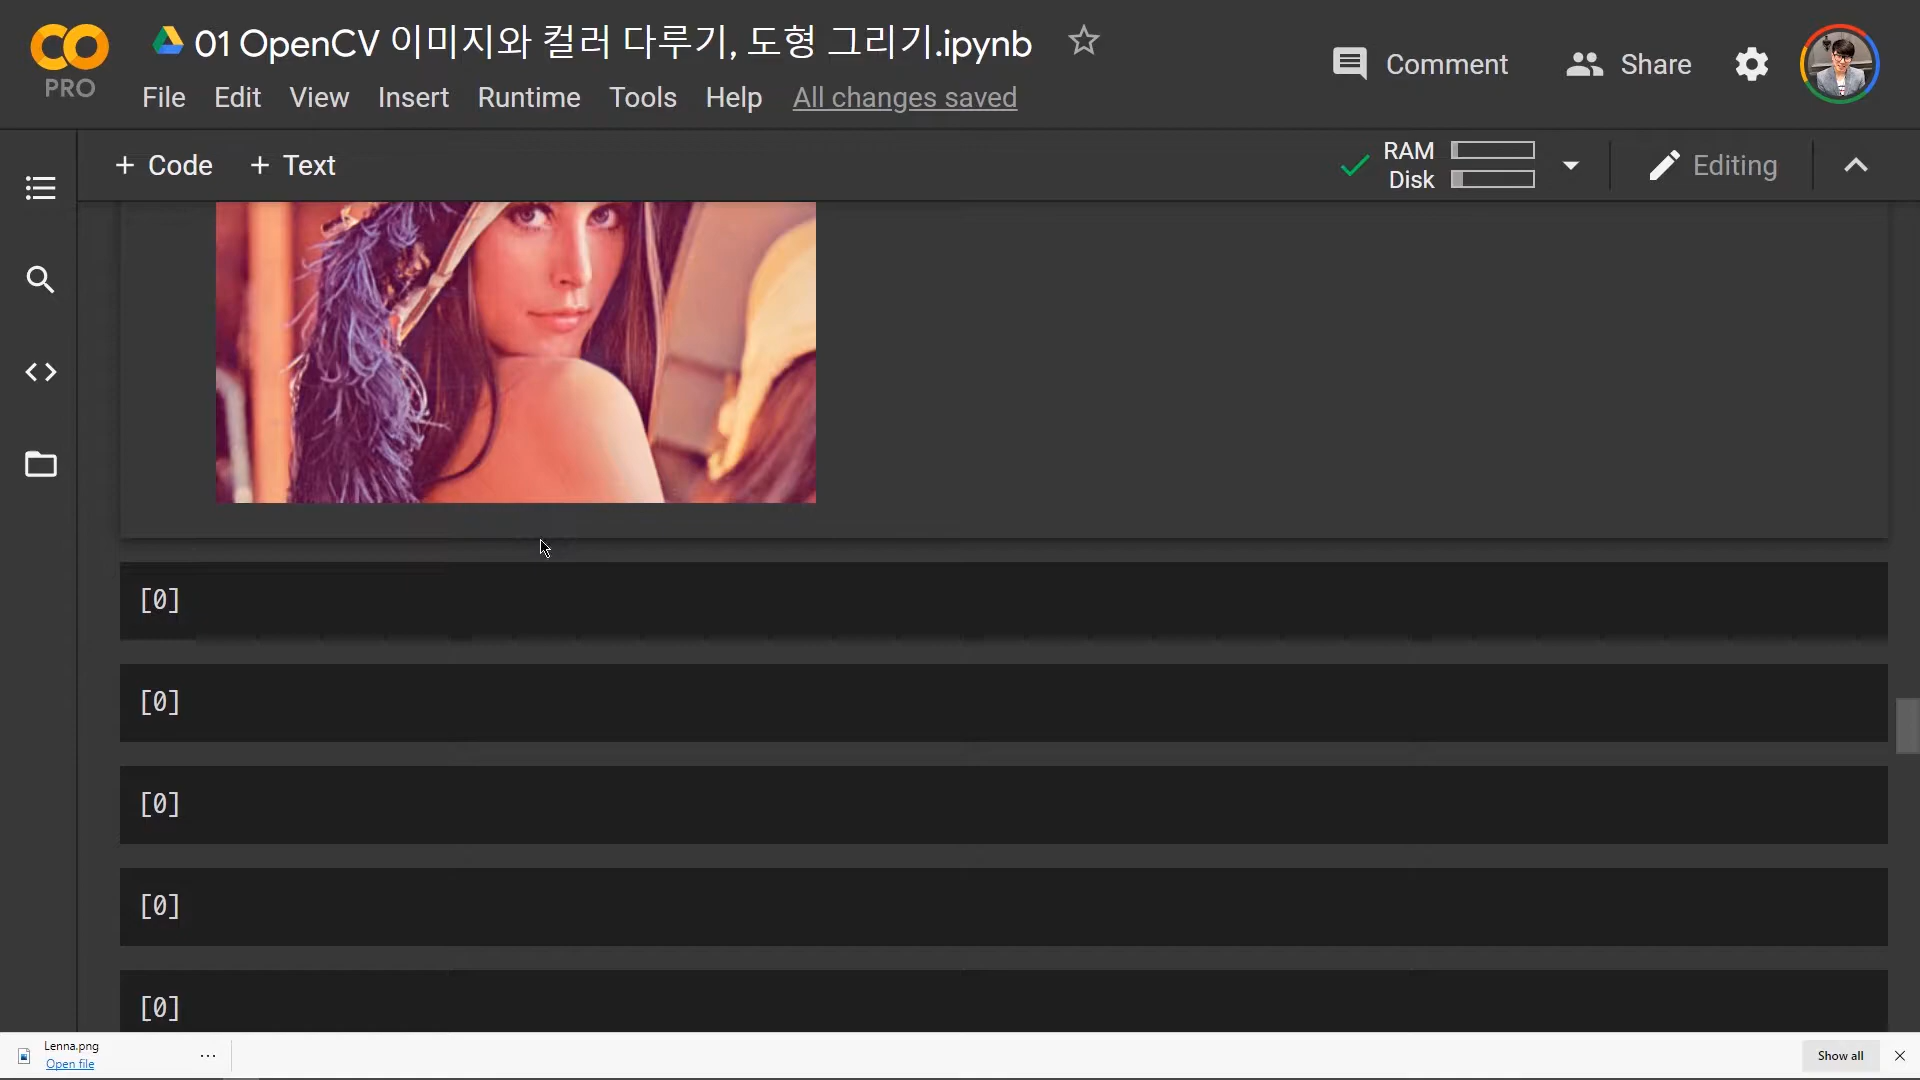 01 OpenCV 이미지와 컬러 다루기, 도형 그리기.ipynb
PRO
File Edit View Insert Runtime Tools Help All changes saved
Comment
Share
+ Code + Text
RAM
Disk
Editing
[0]
[0]
[0]
[0]
[0]
Lenna.png
Open file
Show all